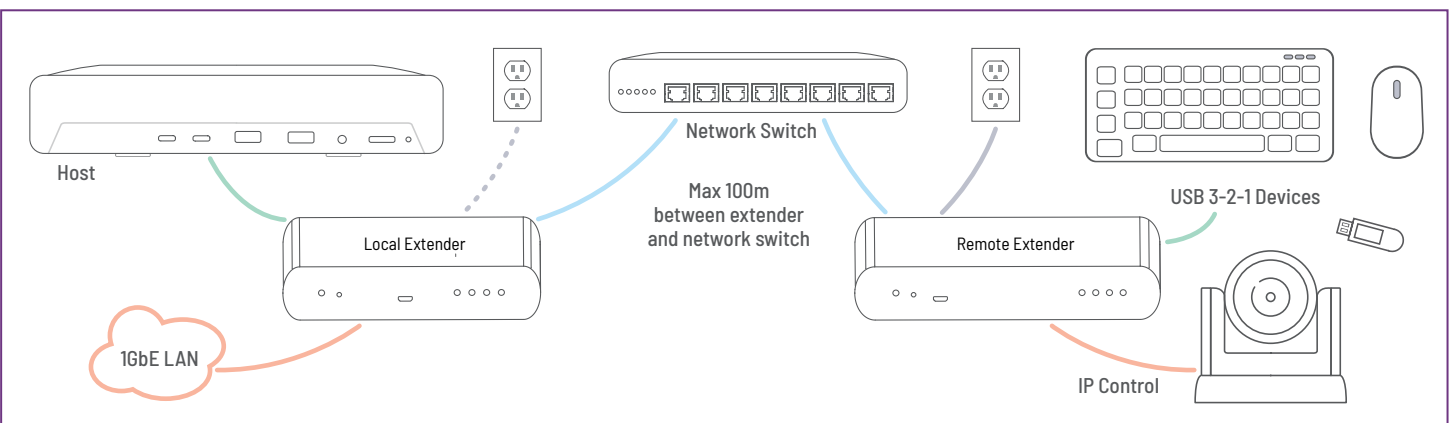 Host
Network Switch
Max 100m
between extender
and network switch
Local Extender
Remote Extender
USB 3-2-1 Devices
1GbE LAN
IP Control